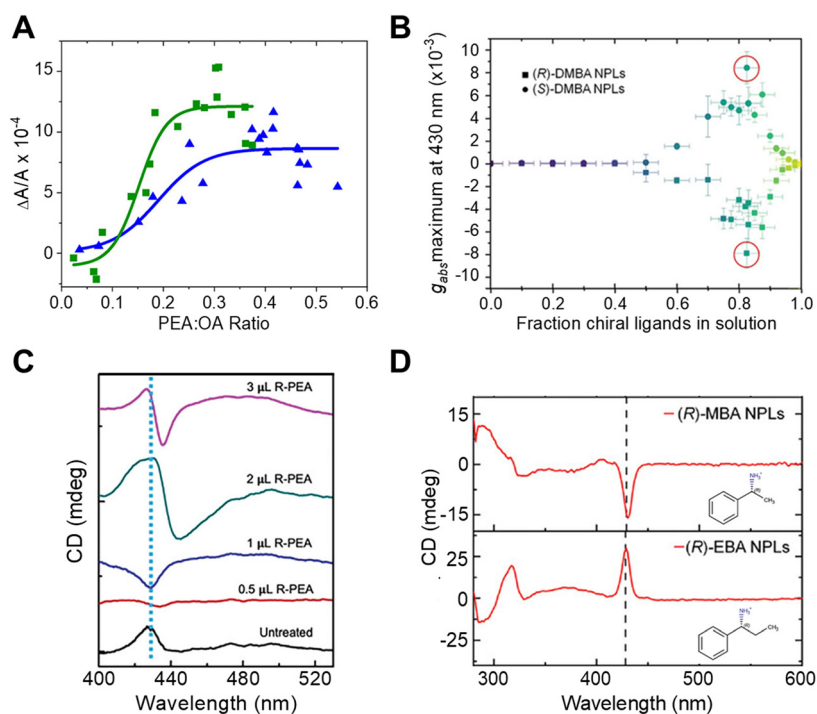 A
ΔA/A x 10⁻⁴
15
10
5
0
0.0 0.1 0.2 0.3 0.4 0.5 0.6
PEA:OA Ratio
B
g_abs maximum at 430 nm (x10⁻³)
10
8
6
4
2
0
-2
-4
-6
-8
-10
(R)-DMBA NPLs
(S)-DMBA NPLs
0.0 0.2 0.4 0.6 0.8 1.0
Fraction chiral ligands in solution
C
CD (mdeg)
3 µL R-PEA
2 µL R-PEA
1 µL R-PEA
0.5 µL R-PEA
Untreated
400 440 480 520
Wavelength (nm)
D
CD (mdeg)
15
0
-15
(R)-MBA NPLs
NH₃⁺
(R)
CH₃
25
0
-25
(R)-EBA NPLs
NH₃⁺
(R)
CH₃
300 400 500 600
Wavelength (nm)